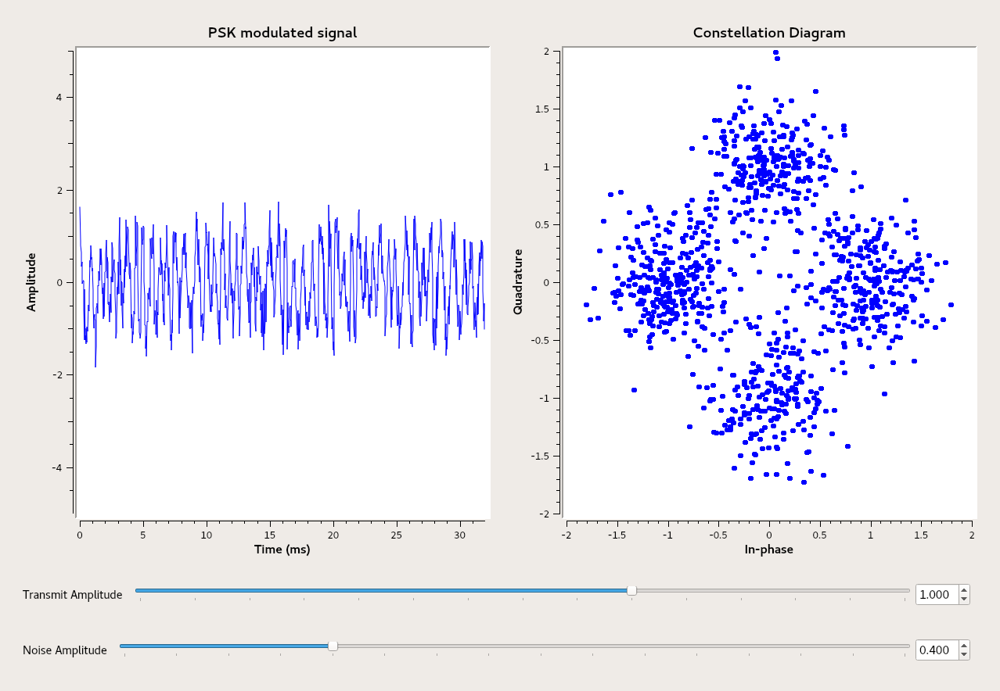 PSK modulated signal
Amplitude
4
2
0
-2
-4
0 5 10 15 20 25 30
Time (ms)
Constellation Diagram
Quadrature
2
1.5
1
0.5
0
-0.5
-1
-1.5
-2
-2 -1.5 -1 -0.5 0 0.5 1 1.5 2
In-phase
Transmit Amplitude 1.000
Noise Amplitude 0.400